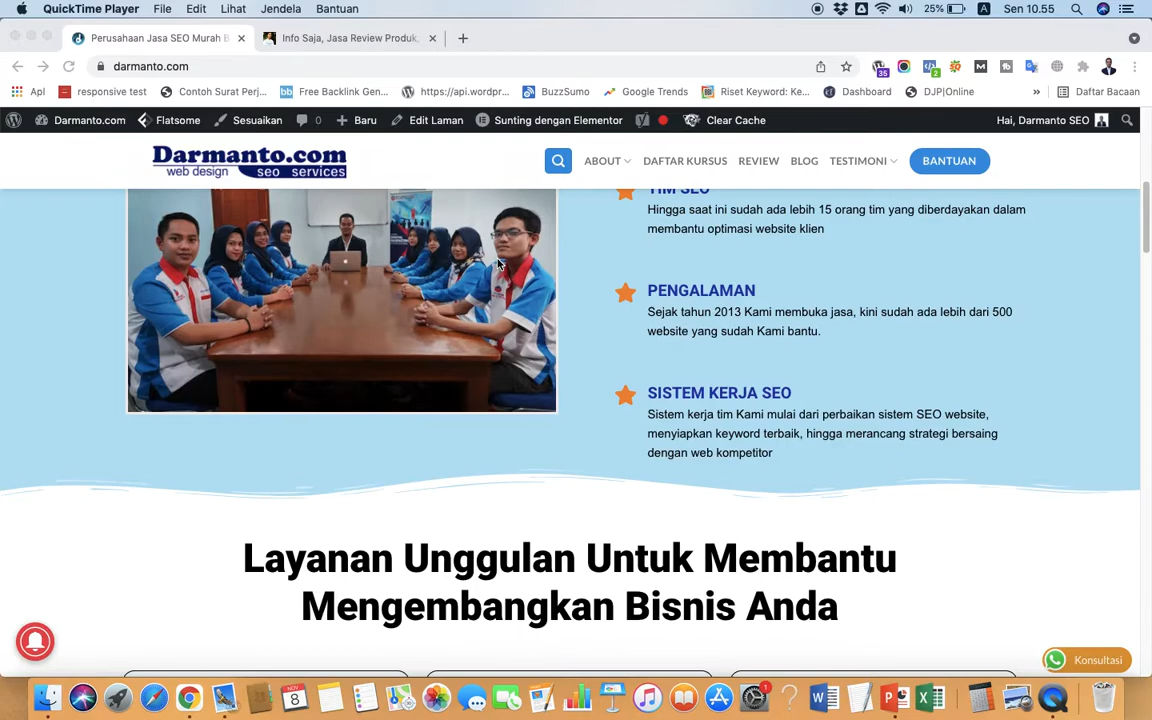 QuickTime Player File Edit Lihat Jendela Bantuan 25% A Sen 10.55
Perusahaan Jasa SEO Murah B
Info Saja, Jasa Review Produk,
darmanto.com
35
2
Apl responsive test Contoh Surat Perj... Free Backlink Gen... https://api.wordpr... BuzzSumo Google Trends Riset Keyword: Ke... Dashboard DJP|Online » Daftar Bacaan
Darmanto.com Flatsome Sesuaikan 0 Baru Edit Laman Sunting dengan Elementor Clear Cache Hai, Darmanto SEO
Darmanto.com
web design seo services
ABOUT DAFTAR KURSUS REVIEW BLOG TESTIMONI BANTUAN
TIM SEO
Hingga saat ini sudah ada lebih 15 orang tim yang diberdayakan dalam
membantu optimasi website klien
PENGALAMAN
Sejak tahun 2013 Kami membuka jasa, kini sudah ada lebih dari 500
website yang sudah Kami bantu.
SISTEM KERJA SEO
Sistem kerja tim Kami mulai dari perbaikan sistem SEO website,
menyiapkan keyword terbaik, hingga merancang strategi bersaing
dengan web kompetitor
Layanan Unggulan Untuk Membantu
Mengembangkan Bisnis Anda
Konsultasi
NOV
8
1